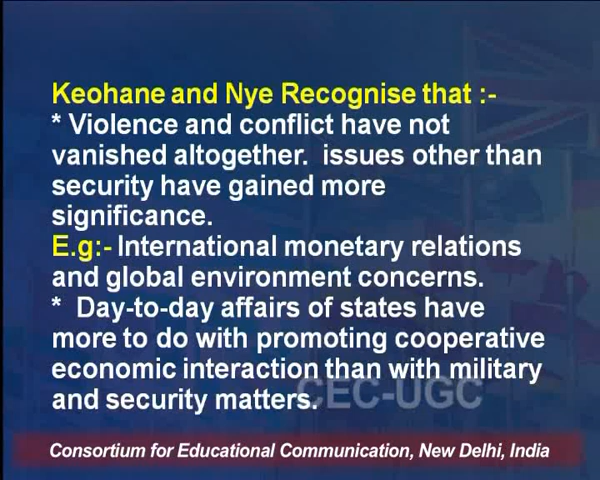 Keohane and Nye Recognise that :-
* Violence and conflict have not
vanished altogether.  issues other than
security have gained more
significance.
E.g:- International monetary relations
and global environment concerns.
*  Day-to-day affairs of states have
more to do with promoting cooperative
economic interaction than with military
and security matters.
CEC-UGC
Consortium for Educational Communication, New Delhi, India